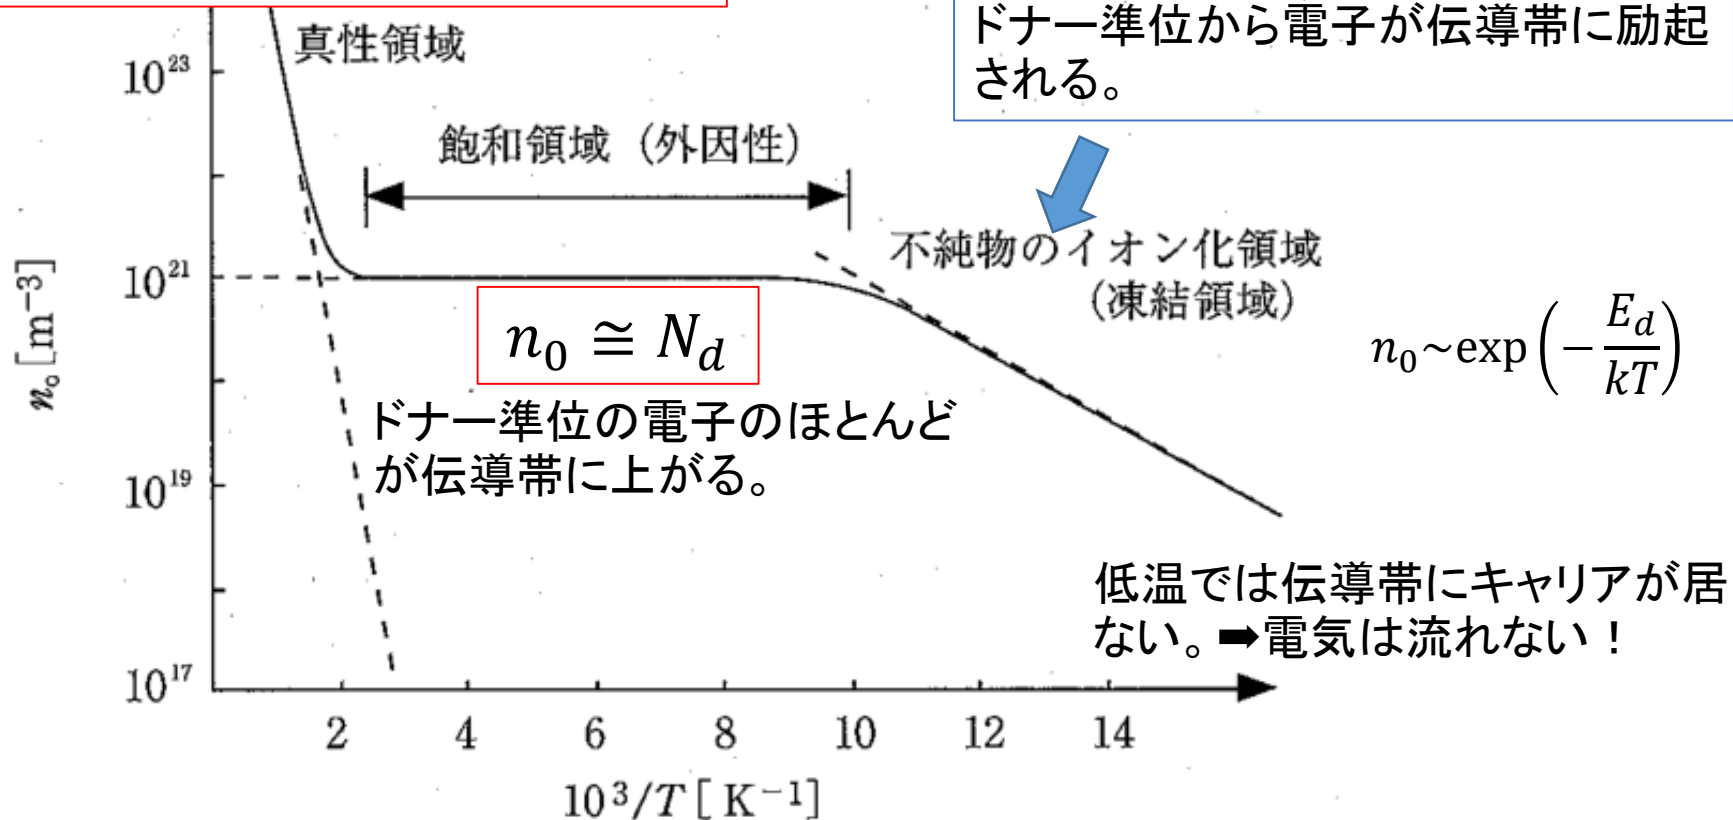 ドナー準位から電子が伝導帯に励起
される。
真性領域
10²³
飽和領域（外因性）
不純物のイオン化領域
（凍結領域）
10²¹
n₀ ≅ N_d
n₀~exp(−E_d/kT)
ドナー準位の電子のほとんど
が伝導帯に上がる。
n₀ [m⁻³]
10¹⁹
低温では伝導帯にキャリアが居
ない。➡電気は流れない！
10¹⁷
2 4 6 8 10 12 14
10³/T [K⁻¹]